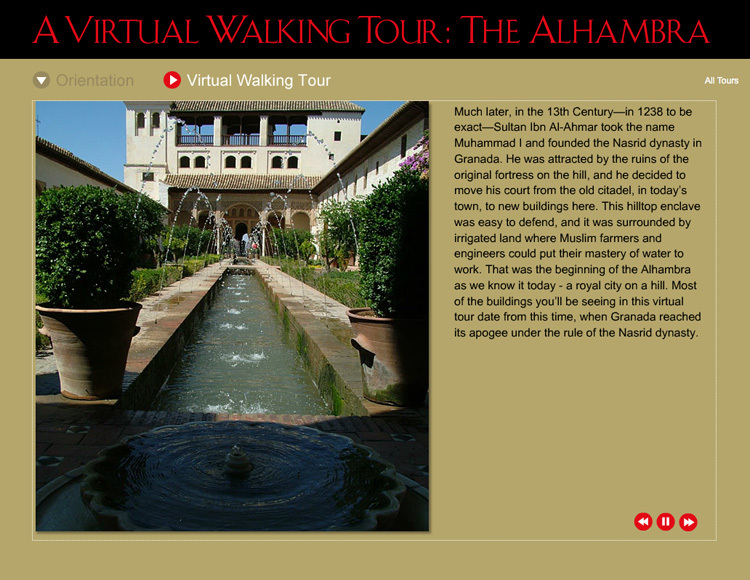 A VIRTUAL WALKING TOUR: THE ALHAMBRA
Orientation
Virtual Walking Tour
All Tours
Much later, in the 13th Century—in 1238 to be
exact—Sultan Ibn Al-Ahmar took the name
Muhammad I and founded the Nasrid dynasty in
Granada. He was attracted by the ruins of the
original fortress on the hill, and he decided to
move his court from the old citadel, in today's
town, to new buildings here. This hilltop enclave
was easy to defend, and it was surrounded by
irrigated land where Muslim farmers and
engineers could put their mastery of water to
work. That was the beginning of the Alhambra
as we know it today - a royal city on a hill. Most
of the buildings you'll be seeing in this virtual
tour date from this time, when Granada reached
its apogee under the rule of the Nasrid dynasty.